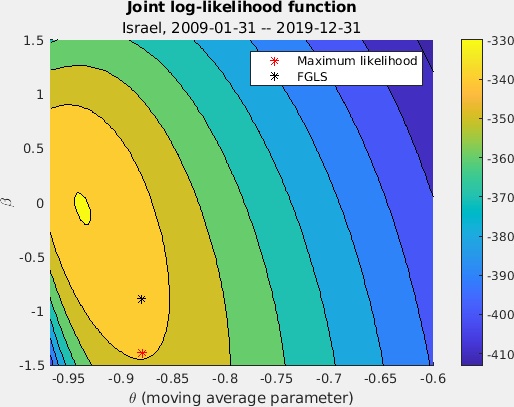 Joint log-likelihood function
Israel, 2009-01-31 -- 2019-12-31
Maximum likelihood
FGLS
1.5
1
0.5
0
-0.5
-1
-1.5
β
-0.95 -0.9 -0.85 -0.8 -0.75 -0.7 -0.65 -0.6
θ (moving average parameter)
-330
-340
-350
-360
-370
-380
-390
-400
-410